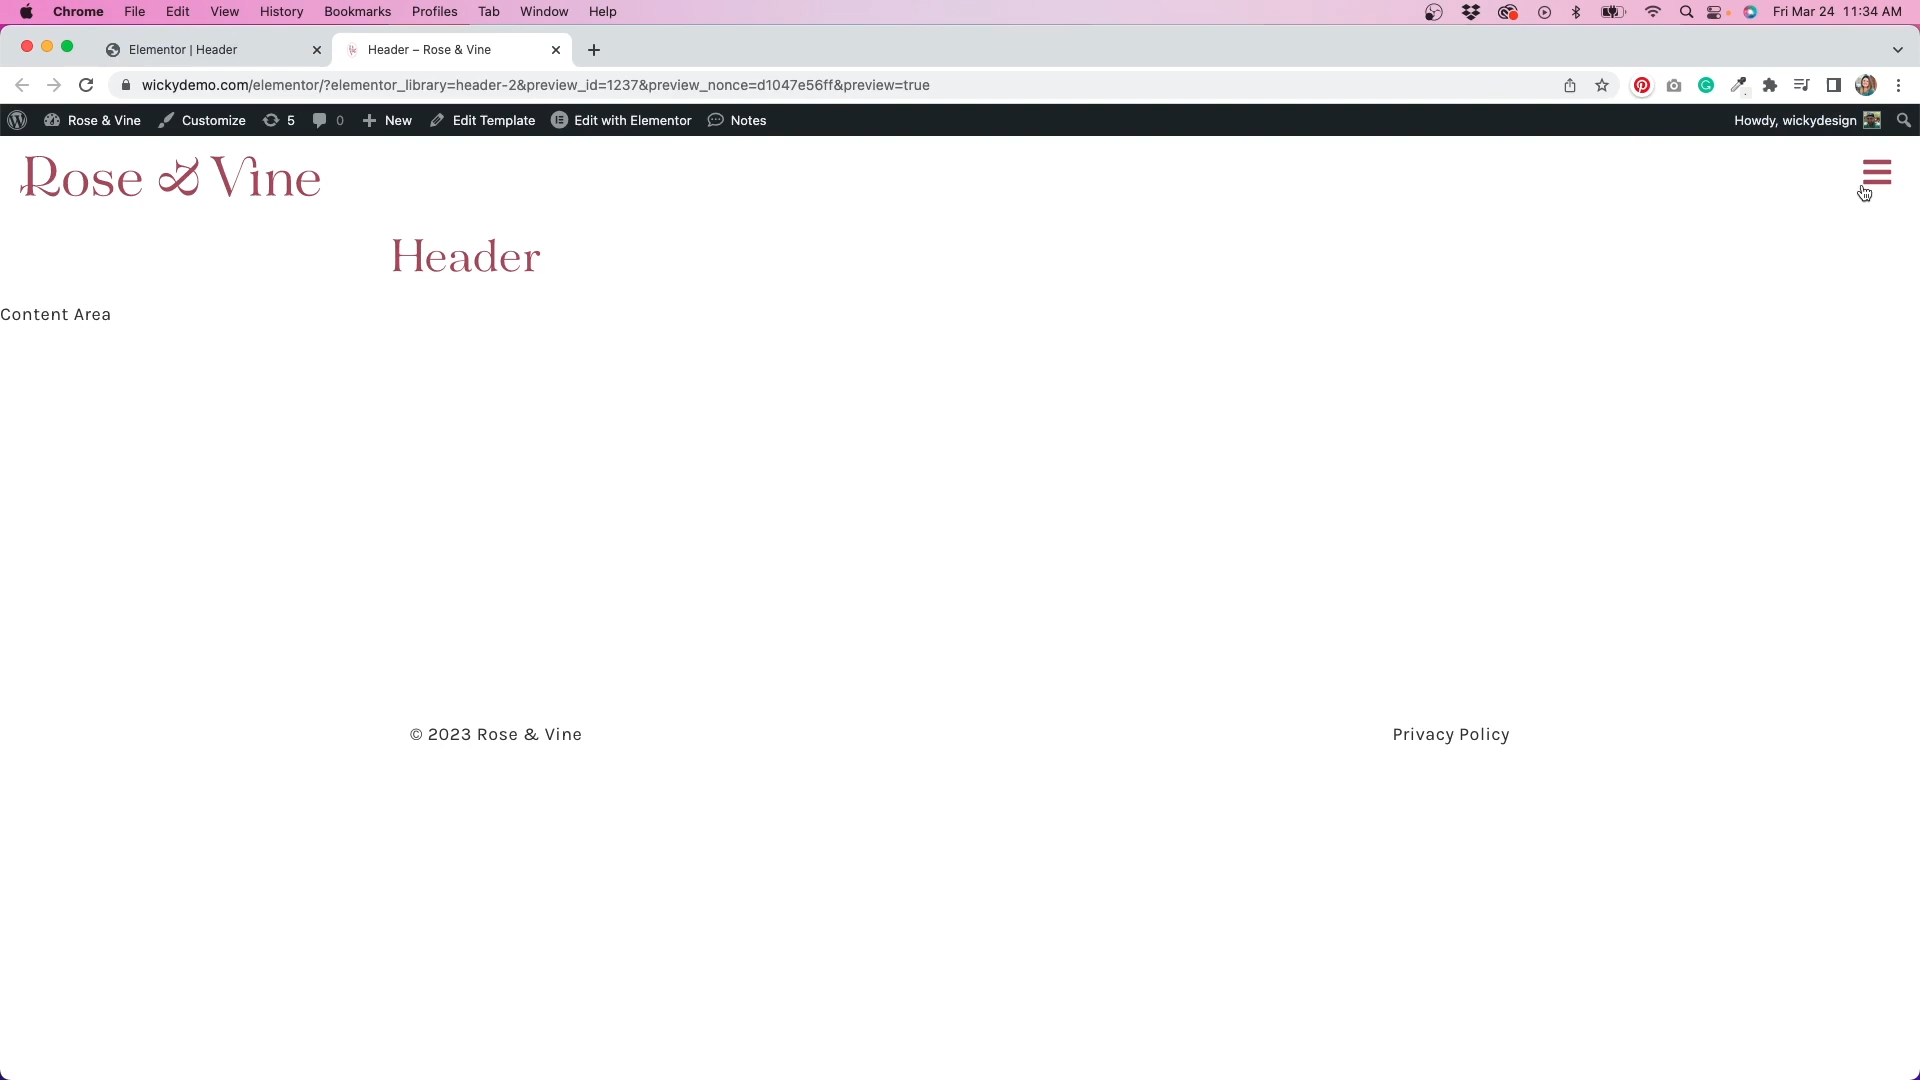 Chrome File Edit View History Bookmarks Profiles Tab Window Help Fri Mar 24 11:34 AM
Elementor | Header Header – Rose & Vine
wickydemo.com/elementor/?elementor_library=header-2&preview_id=1237&preview_nonce=d1047e56ff&preview=true
Rose & Vine Customize 5 0 New Edit Template Edit with Elementor Notes Howdy, wickydesign
Rose & Vine
Header
Content Area
© 2023 Rose & Vine Privacy Policy